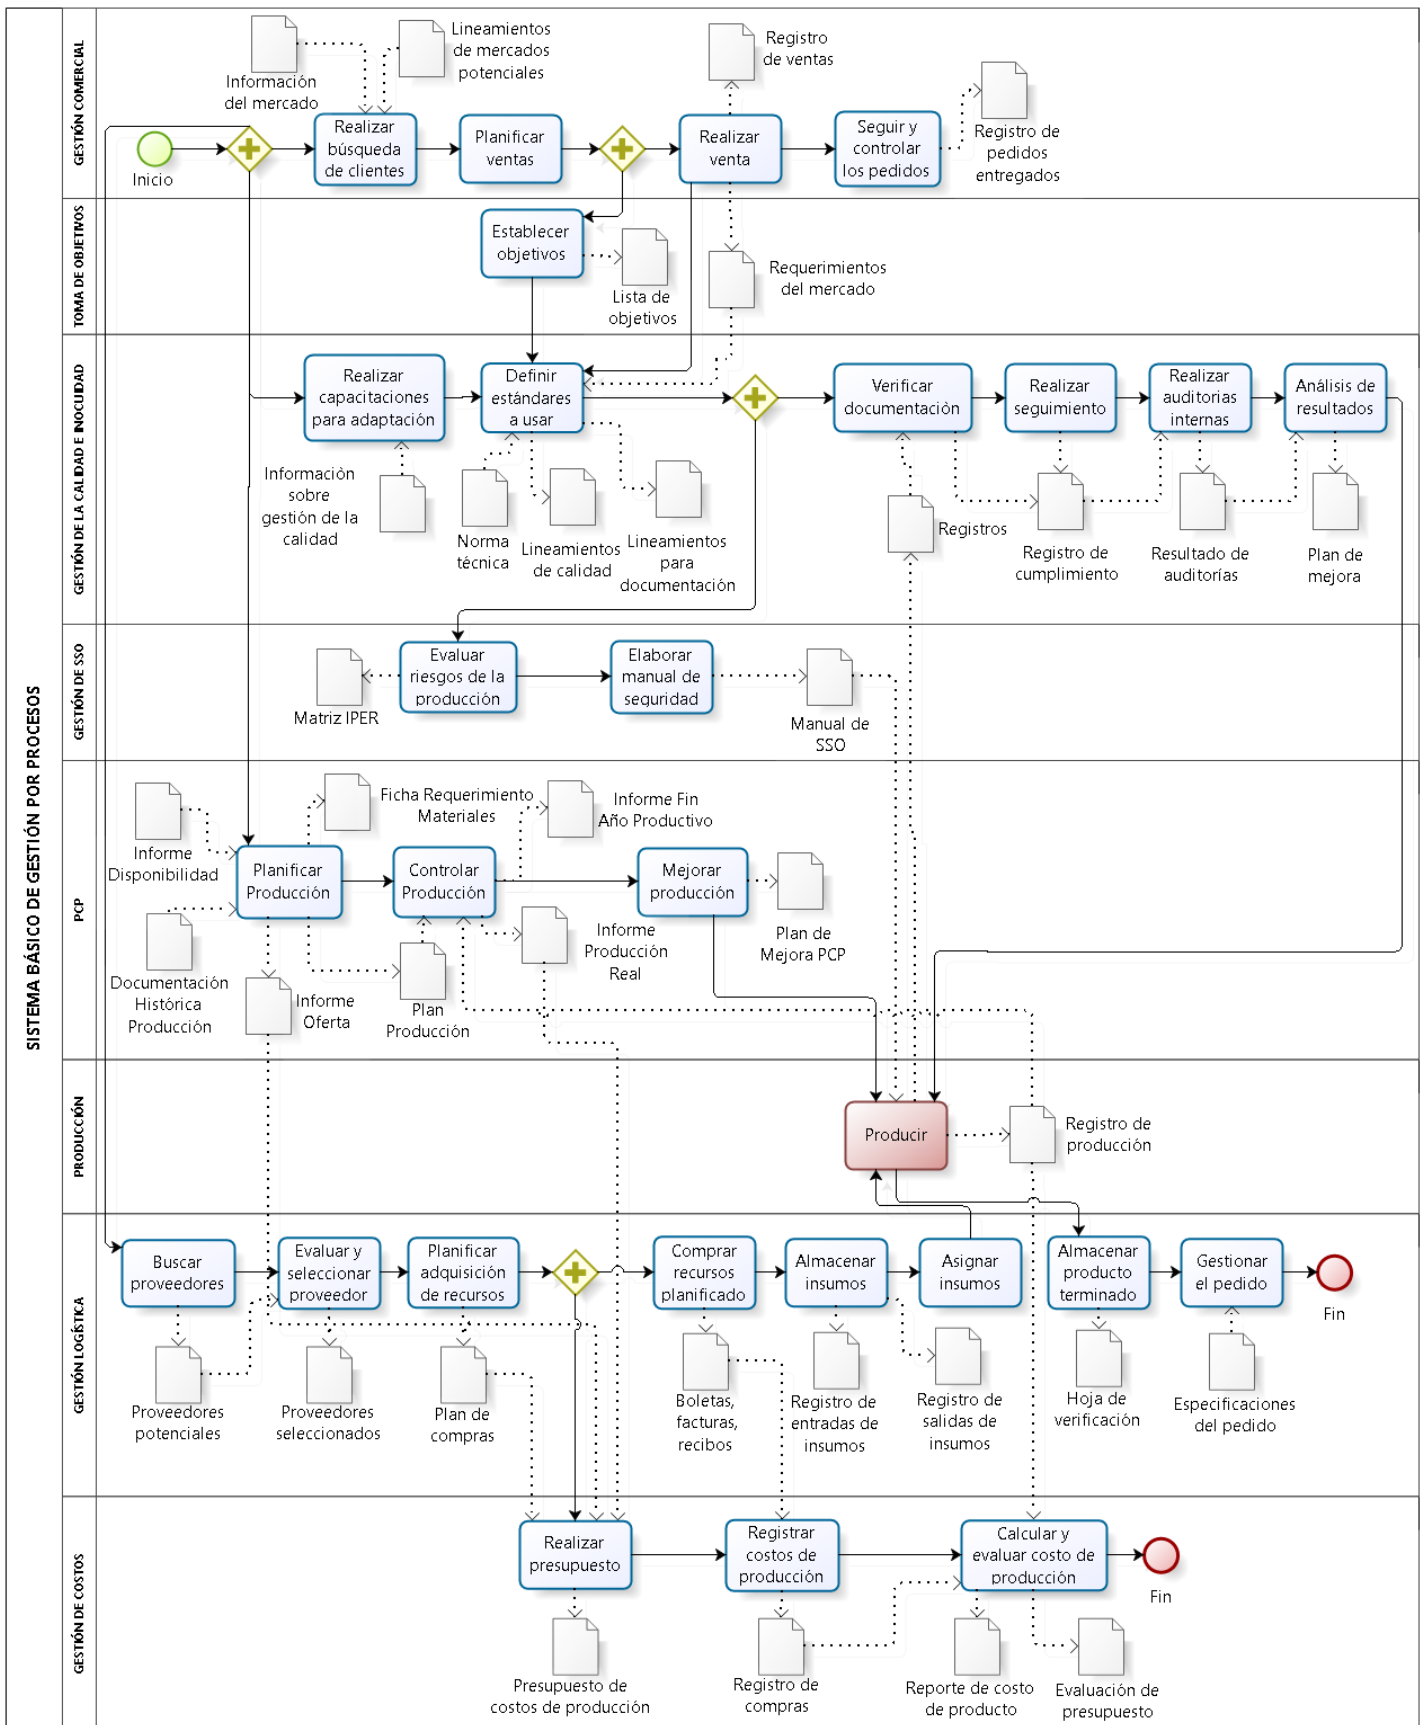 SISTEMA BÁSICO DE GESTIÓN POR PROCESOS
GESTIÓN COMERCIAL
Información
del mercado
Lineamientos
de mercados
potenciales
Registro
de ventas
Inicio
Realizar
búsqueda
de clientes
Planificar
ventas
Realizar
venta
Seguir y
controlar
los pedidos
Registro de
pedidos
entregados
TOMA DE OBJETIVOS
Establecer
objetivos
Lista de
objetivos
Requerimientos
del mercado
GESTIÓN DE LA CALIDAD E INOCUIDAD
Realizar
capacitaciones
para adaptación
Definir
estándares
a usar
Verificar
documentación
Realizar
seguimiento
Realizar
auditorias
internas
Análisis de
resultados
Información
sobre
gestión de la
calidad
Norma
técnica
Lineamientos
de calidad
Lineamientos
para
documentación
Registros
Registro de
cumplimiento
Resultado de
auditorías
Plan de
mejora
GESTIÓN DE SSO
Matriz IPER
Evaluar
riesgos de la
producción
Elaborar
manual de
seguridad
Manual de
SSO
PCP
Informe
Disponibilidad
Ficha Requerimiento
Materiales
Informe Fin
Año Productivo
Planificar
Producción
Controlar
Producción
Mejorar
producción
Documentación
Histórica
Producción
Informe
Oferta
Plan
Producción
Informe
Producción
Real
Plan de
Mejora PCP
PRODUCCIÓN
Producir
Registro de
producción
GESTIÓN LOGÍSTICA
Buscar
proveedores
Evaluar y
seleccionar
proveedor
Planificar
adquisición
de recursos
Comprar
recursos
planificado
Almacenar
insumos
Asignar
insumos
Almacenar
producto
terminado
Gestionar
el pedido
Fin
Proveedores
potenciales
Proveedores
seleccionados
Plan de
compras
Boletas,
facturas,
recibos
Registro de
entradas de
insumos
Registro de
salidas de
insumos
Hoja de
verificación
Especificaciones
del pedido
GESTIÓN DE COSTOS
Realizar
presupuesto
Registrar
costos de
producción
Calcular y
evaluar costo de
producción
Fin
Presupuesto de
costos de producción
Registro de
compras
Reporte de costo
de producto
Evaluación de
presupuesto